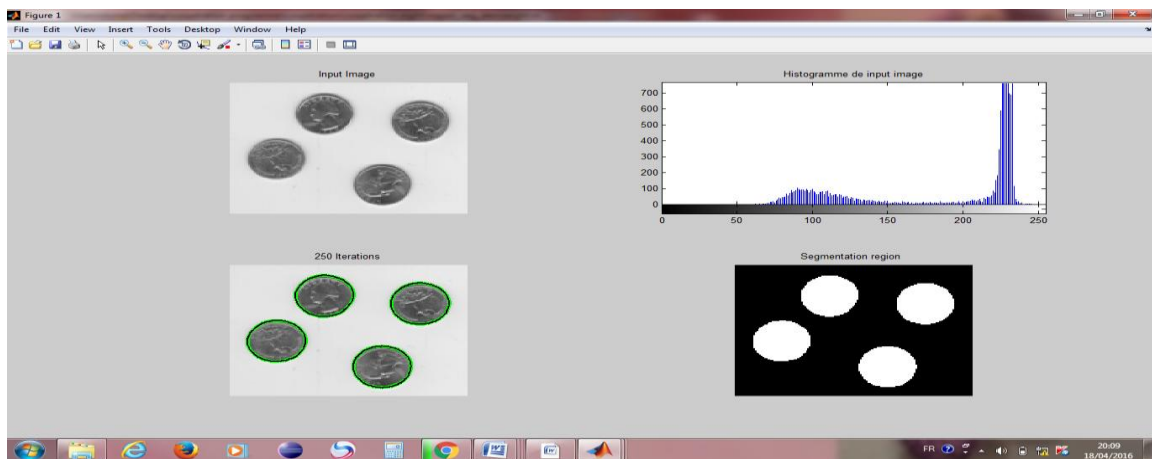 Figure 1
File Edit View Insert Tools Desktop Window Help
Input Image
Histogramme de input image
700
600
500
400
300
200
100
0
0 50 100 150 200 250
250 Iterations
Segmentation region
FR
20:09
18/04/2016